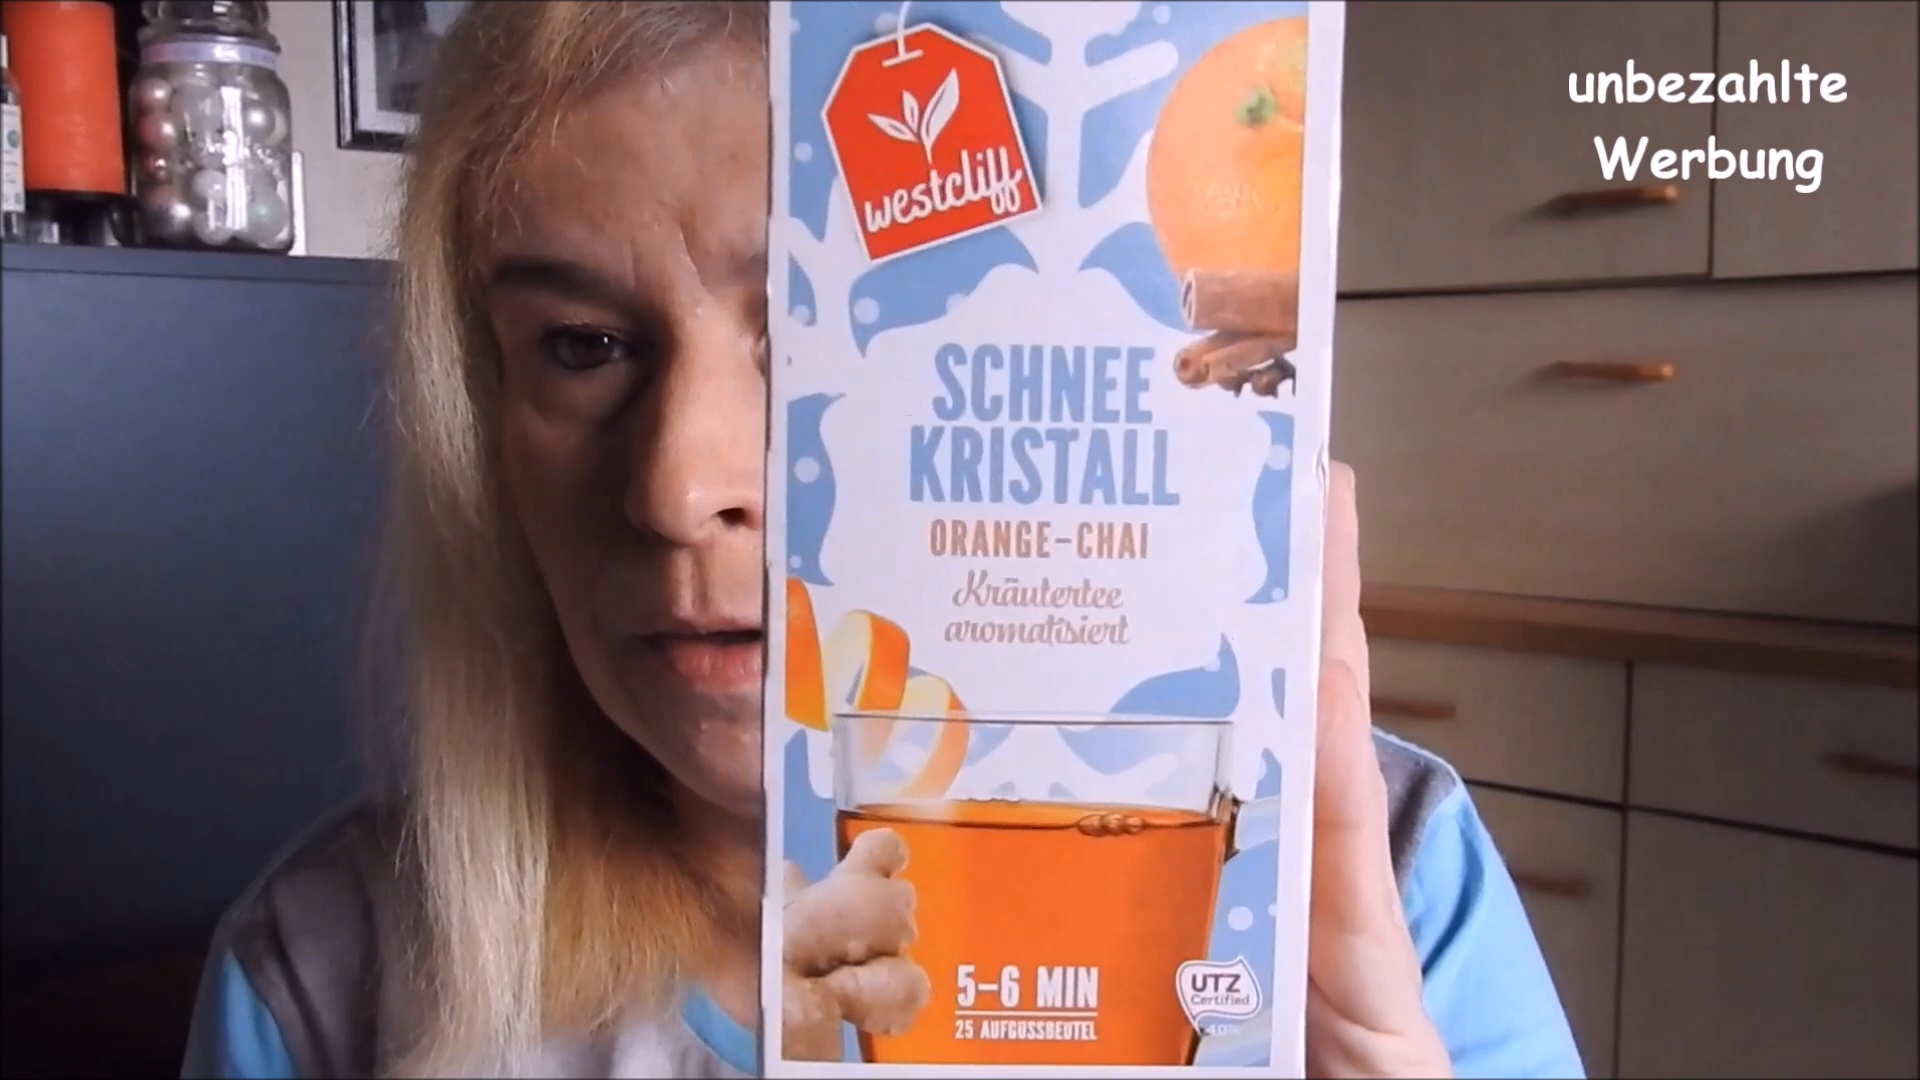 unbezahlte
Werbung
westcliff
SCHNEE
KRISTALL
ORANGE-CHAI
Kräutertee
aromatisiert
5-6 MIN
25 AUFGUSSBEUTEL
UTZ
Certified